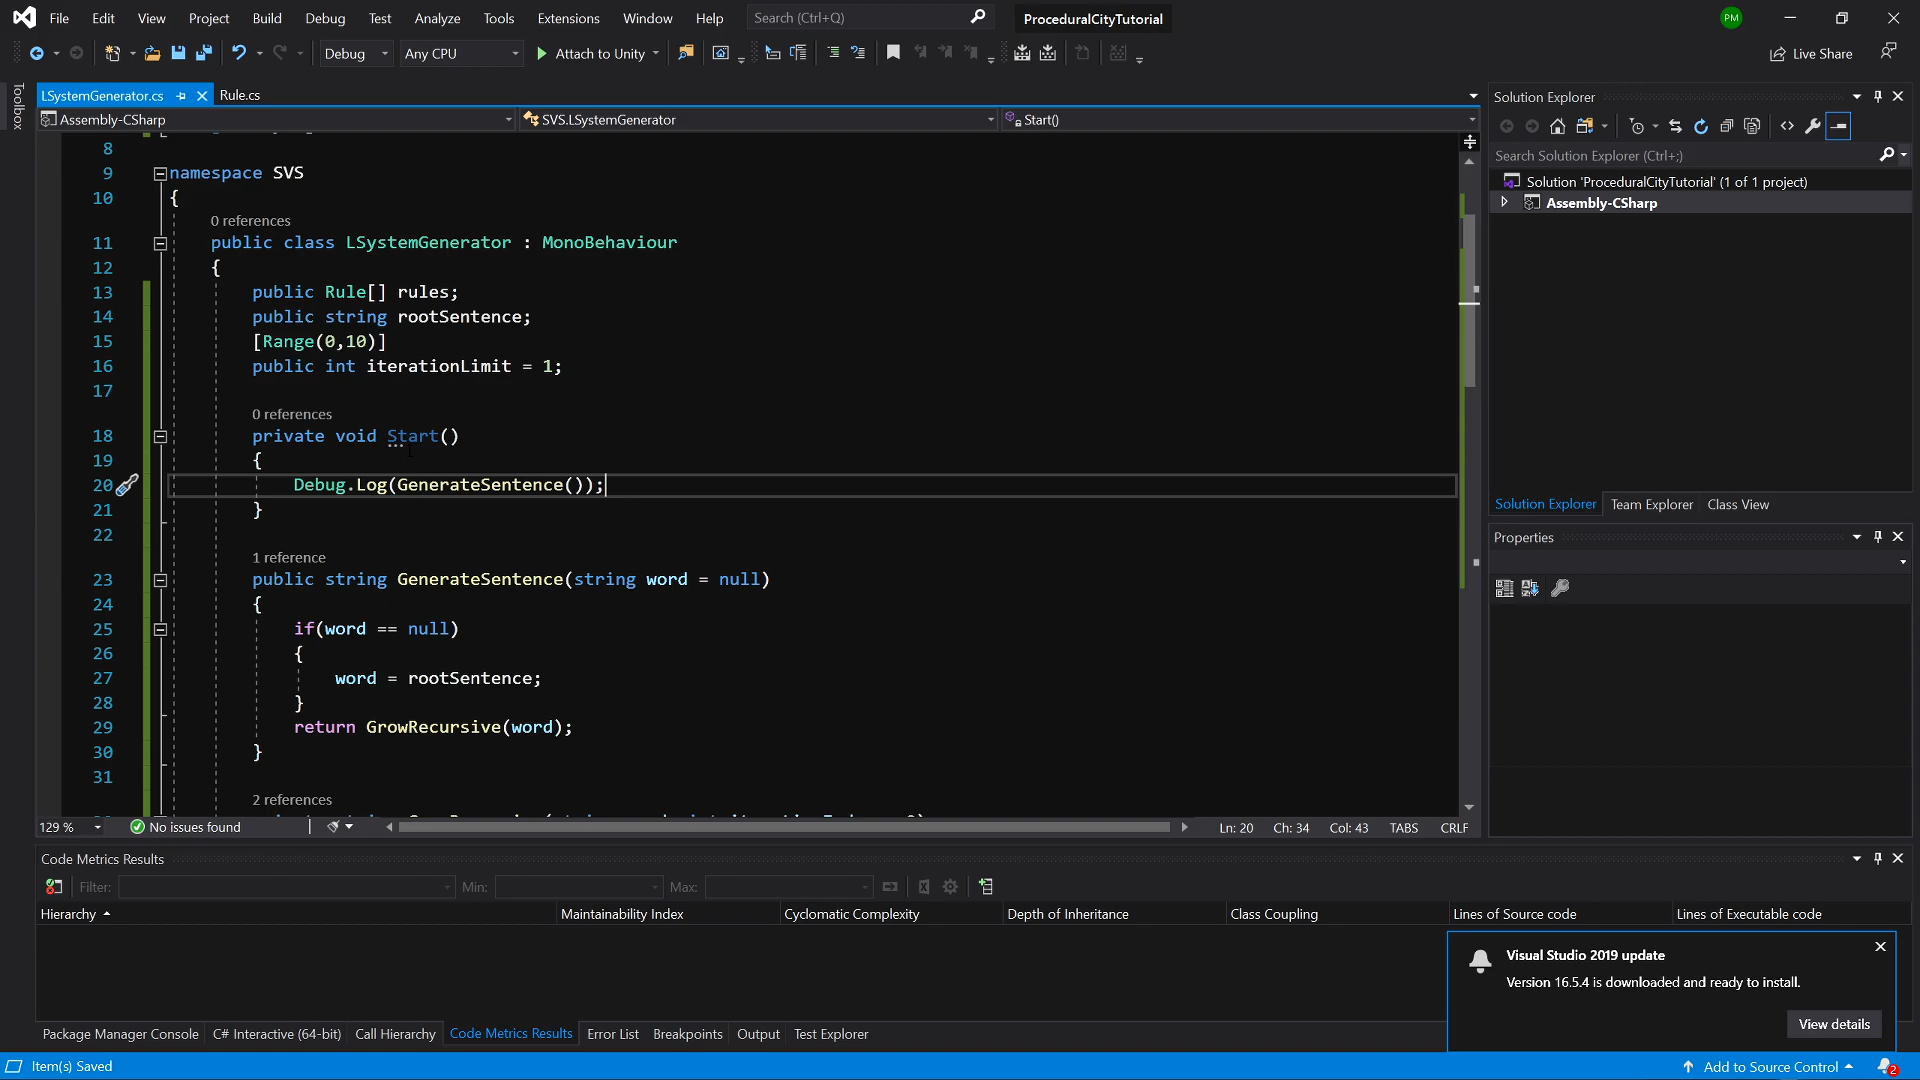 File Edit View Project Build Debug Test Analyze Tools Extensions Window Help Search (Ctrl+Q) ProceduralCityTutorial PM
Debug Any CPU Attach to Unity Live Share
Toolbox
LSystemGenerator.cs Rule.cs
Assembly-CSharp SVS.LSystemGenerator Start()
8
9 namespace SVS
10 {
0 references
11 public class LSystemGenerator : MonoBehaviour
12 {
13 public Rule[] rules;
14 public string rootSentence;
15 [Range(0,10)]
16 public int iterationLimit = 1;
17
0 references
18 private void Start()
19 {
20 Debug.Log(GenerateSentence());
21 }
22
1 reference
23 public string GenerateSentence(string word = null)
24 {
25 if(word == null)
26 {
27 word = rootSentence;
28 }
29 return GrowRecursive(word);
30 }
31
2 references
129 % No issues found Ln: 20 Ch: 34 Col: 43 TABS CRLF
Solution Explorer
Search Solution Explorer (Ctrl+;)
Solution 'ProceduralCityTutorial' (1 of 1 project)
Assembly-CSharp
Solution Explorer Team Explorer Class View
Properties
Code Metrics Results
Filter: Min: Max:
Hierarchy Maintainability Index Cyclomatic Complexity Depth of Inheritance Class Coupling Lines of Source code Lines of Executable code
Visual Studio 2019 update
Version 16.5.4 is downloaded and ready to install.
View details
Package Manager Console C# Interactive (64-bit) Call Hierarchy Code Metrics Results Error List Breakpoints Output Test Explorer
Item(s) Saved Add to Source Control 2